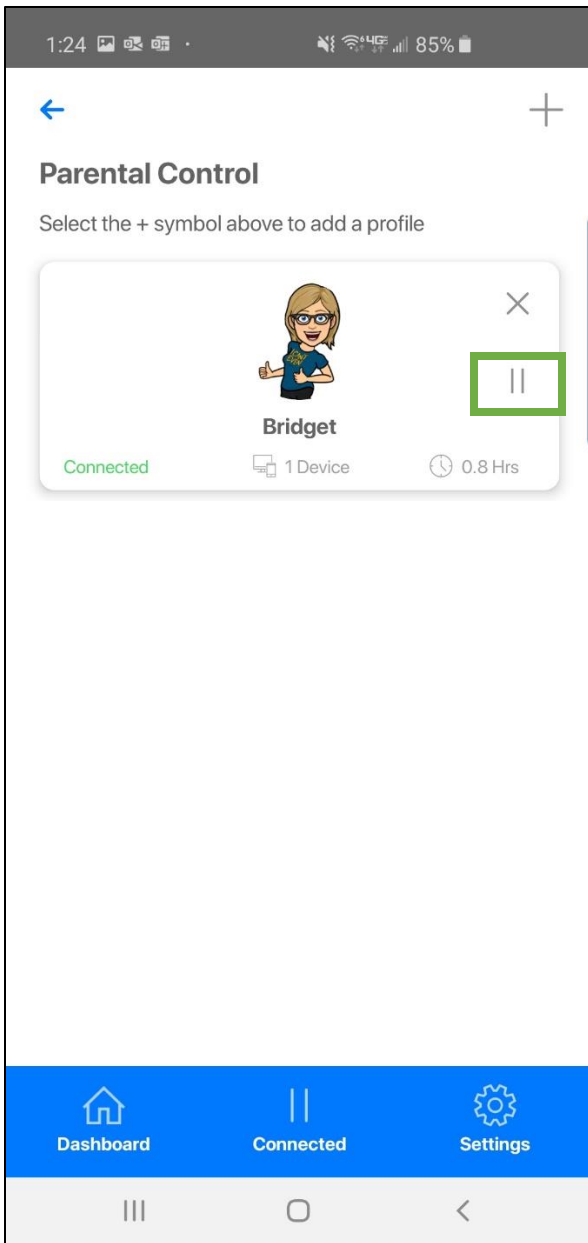 1:24 85%
Parental Control
Select the + symbol above to add a profile
Bridget
Connected 1 Device 0.8 Hrs
Dashboard Connected Settings